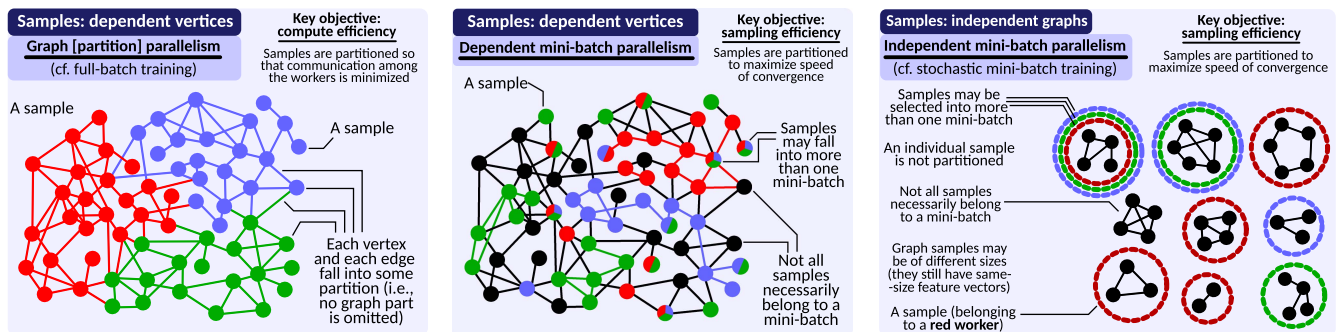 Samples: dependent vertices
Graph [partition] parallelism
(cf. full-batch training)
Key objective:
compute efficiency
Samples are partitioned so
that communication among
the workers is minimized
A sample
A sample
Each vertex
and each edge
fall into some
partition (i.e.,
no graph part
is omitted)
Samples: dependent vertices
Dependent mini-batch parallelism
Key objective:
sampling efficiency
Samples are partitioned
to maximize speed
of convergence
A sample
Samples
may fall
into more
than one
mini-batch
Not all
samples
necessarily
belong to a
mini-batch
Samples: independent graphs
Independent mini-batch parallelism
(cf. stochastic mini-batch training)
Key objective:
sampling efficiency
Samples are partitioned to
maximize speed of convergence
Samples may be
selected into more
than one mini-batch
An individual sample
is not partitioned
Not all samples
necessarily belong
to a mini-batch
Graph samples may
be of different sizes
(they still have same-
-size feature vectors)
A sample (belonging
to a red worker)